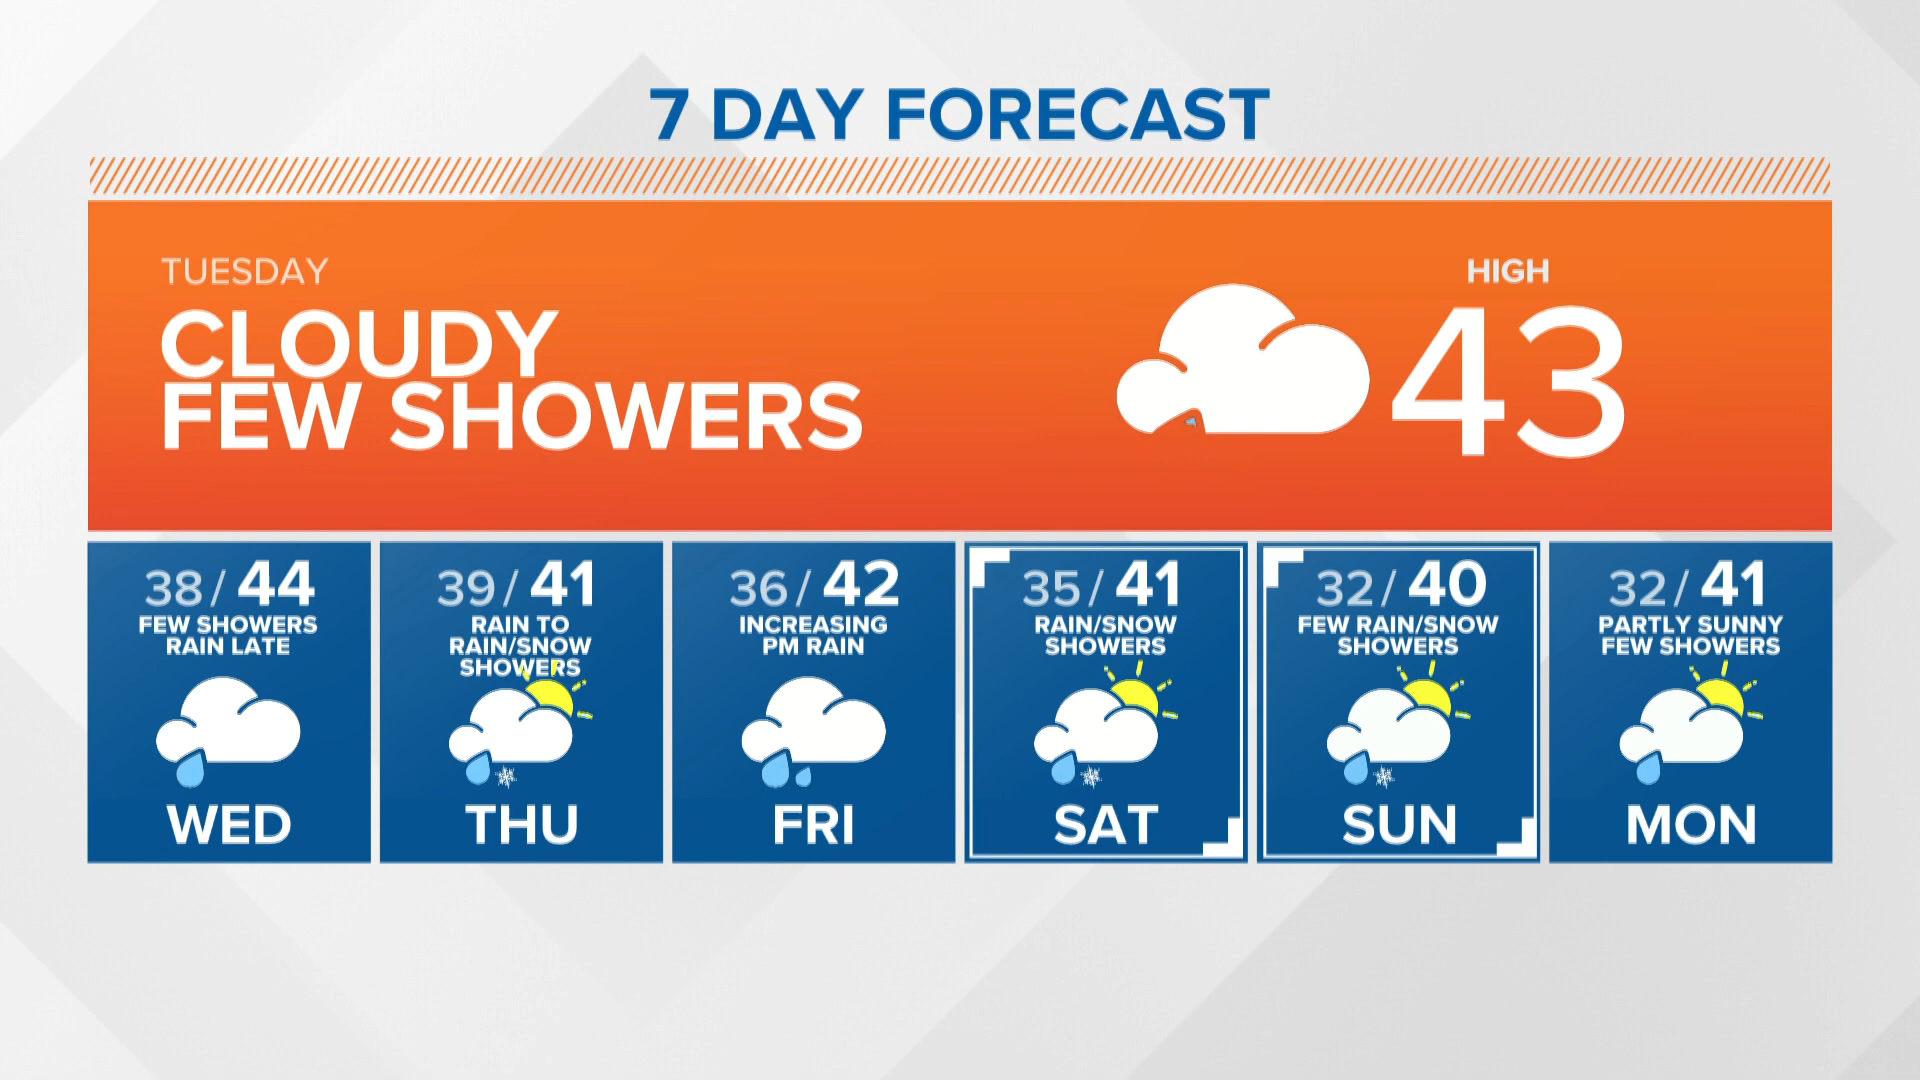 7 DAY FORECAST
TUESDAY
CLOUDY
FEW SHOWERS
HIGH
43
38/44
FEW SHOWERS
RAIN LATE
WED
39/41
RAIN TO
RAIN/SNOW
SHOWERS
THU
36/42
INCREASING
PM RAIN
FRI
35/41
RAIN/SNOW
SHOWERS
SAT
32/40
FEW RAIN/SNOW
SHOWERS
SUN
32/41
PARTLY SUNNY
FEW SHOWERS
MON